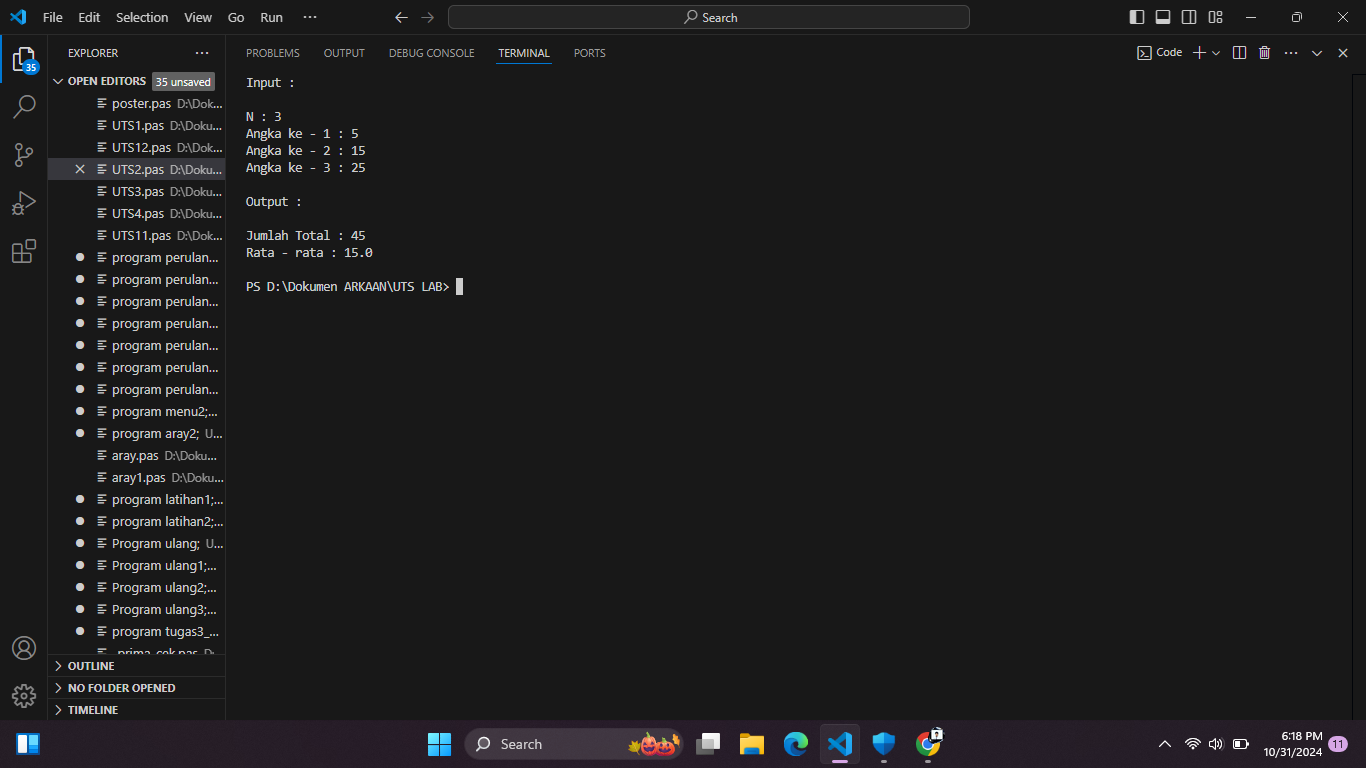 File Edit Selection View Go Run ··· Search
EXPLORER ···
35
OPEN EDITORS 35 unsaved
poster.pas D:\Dok...
UTS1.pas D:\Doku...
UTS12.pas D:\Dok...
UTS2.pas D:\Doku...
UTS3.pas D:\Doku...
UTS4.pas D:\Doku...
UTS11.pas D:\Dok...
program perulan...
program perulan...
program perulan...
program perulan...
program perulan...
program perulan...
program perulan...
program menu2;...
program aray2; U...
aray.pas D:\Doku...
aray1.pas D:\Doku...
program latihan1;...
program latihan2;...
Program ulang; U...
Program ulang1;...
Program ulang2;...
Program ulang3;...
program tugas3_...
OUTLINE
NO FOLDER OPENED
TIMELINE
PROBLEMS OUTPUT DEBUG CONSOLE TERMINAL PORTS Code ···
Input :
N : 3
Angka ke - 1 : 5
Angka ke - 2 : 15
Angka ke - 3 : 25
Output :
Jumlah Total : 45
Rata - rata : 15.0
PS D:\Dokumen ARKAAN\UTS LAB>
Search
6:18 PM
10/31/2024
11